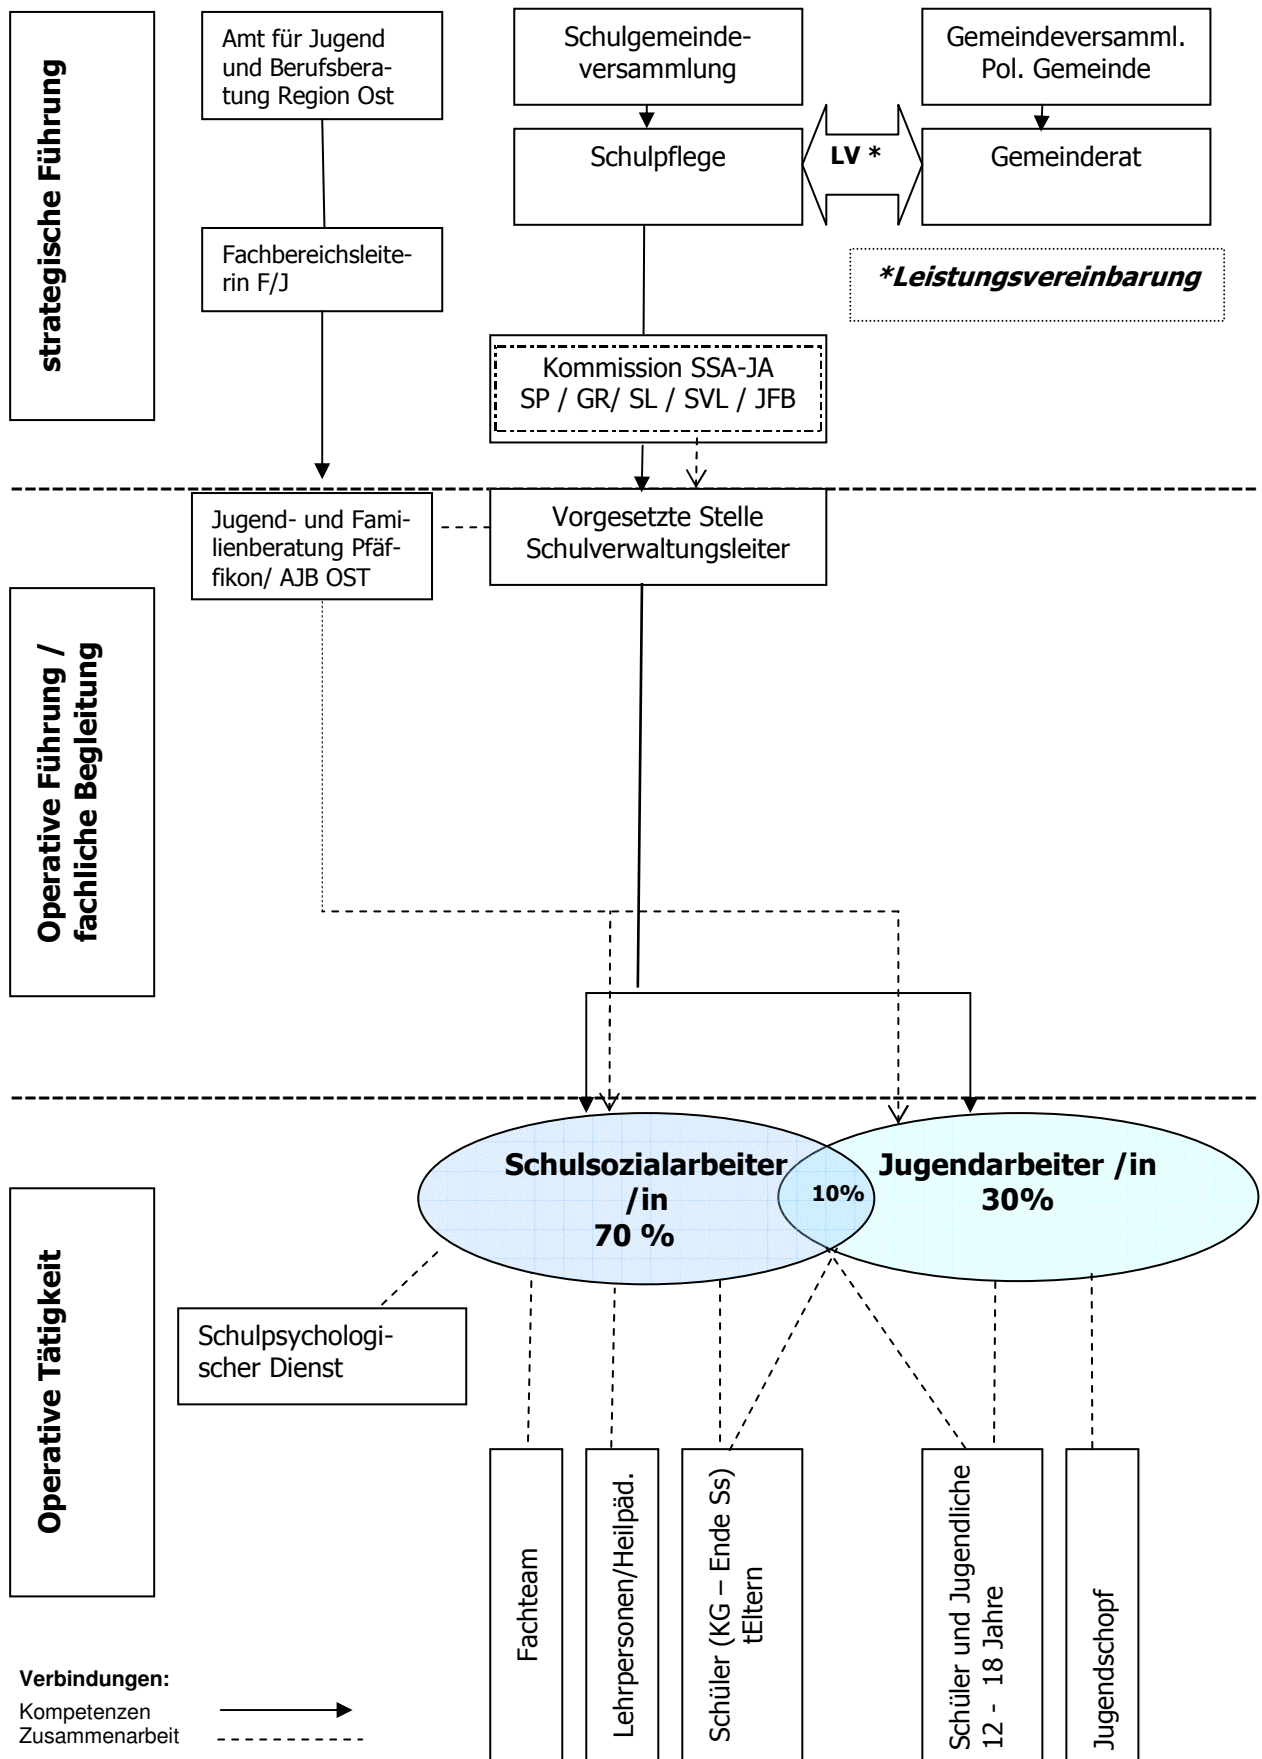 strategische Führung
Amt für Jugend
und Berufsbera-
tung Region Ost
Schulgemeinde-
versammlung
Gemeindeversamml.
Pol. Gemeinde
Schulpflege
LV *
Gemeinderat
Fachbereichsleite-
rin F/J
*Leistungsvereinbarung
Kommission SSA-JA
SP / GR/ SL / SVL / JFB
Operative Führung /
fachliche Begleitung
Jugend- und Fami-
lienberatung Pfäf-
fikon/ AJB OST
Vorgesetzte Stelle
Schulverwaltungsleiter
Operative Tätigkeit
Schulsozialarbeiter
/in
70 %
10%
Jugendarbeiter /in
30%
Schulpsychologi-
scher Dienst
Fachteam
Lehrpersonen/Heilpäd.
Schüler (KG – Ende Ss)
tEltern
Schüler und Jugendliche
12 - 18 Jahre
Jugendschopf
Verbindungen:
Kompetenzen
Zusammenarbeit